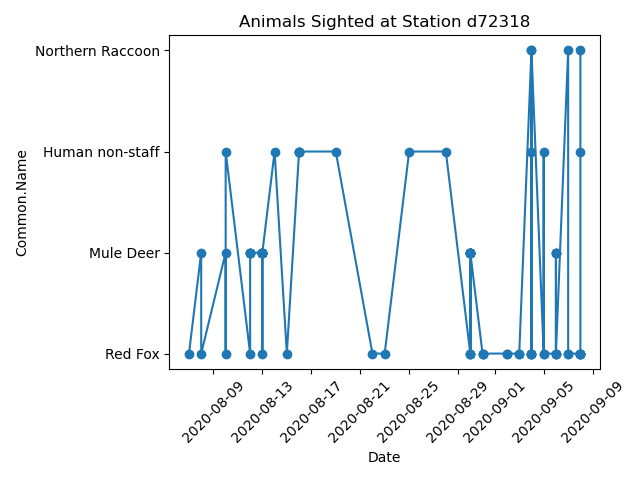 Animals Sighted at Station d72318
Northern Raccoon
Human non-staff
Mule Deer
Red Fox
Common.Name
2020-08-09
2020-08-13
2020-08-17
2020-08-21
2020-08-25
2020-08-29
2020-09-01
2020-09-05
2020-09-09
Date